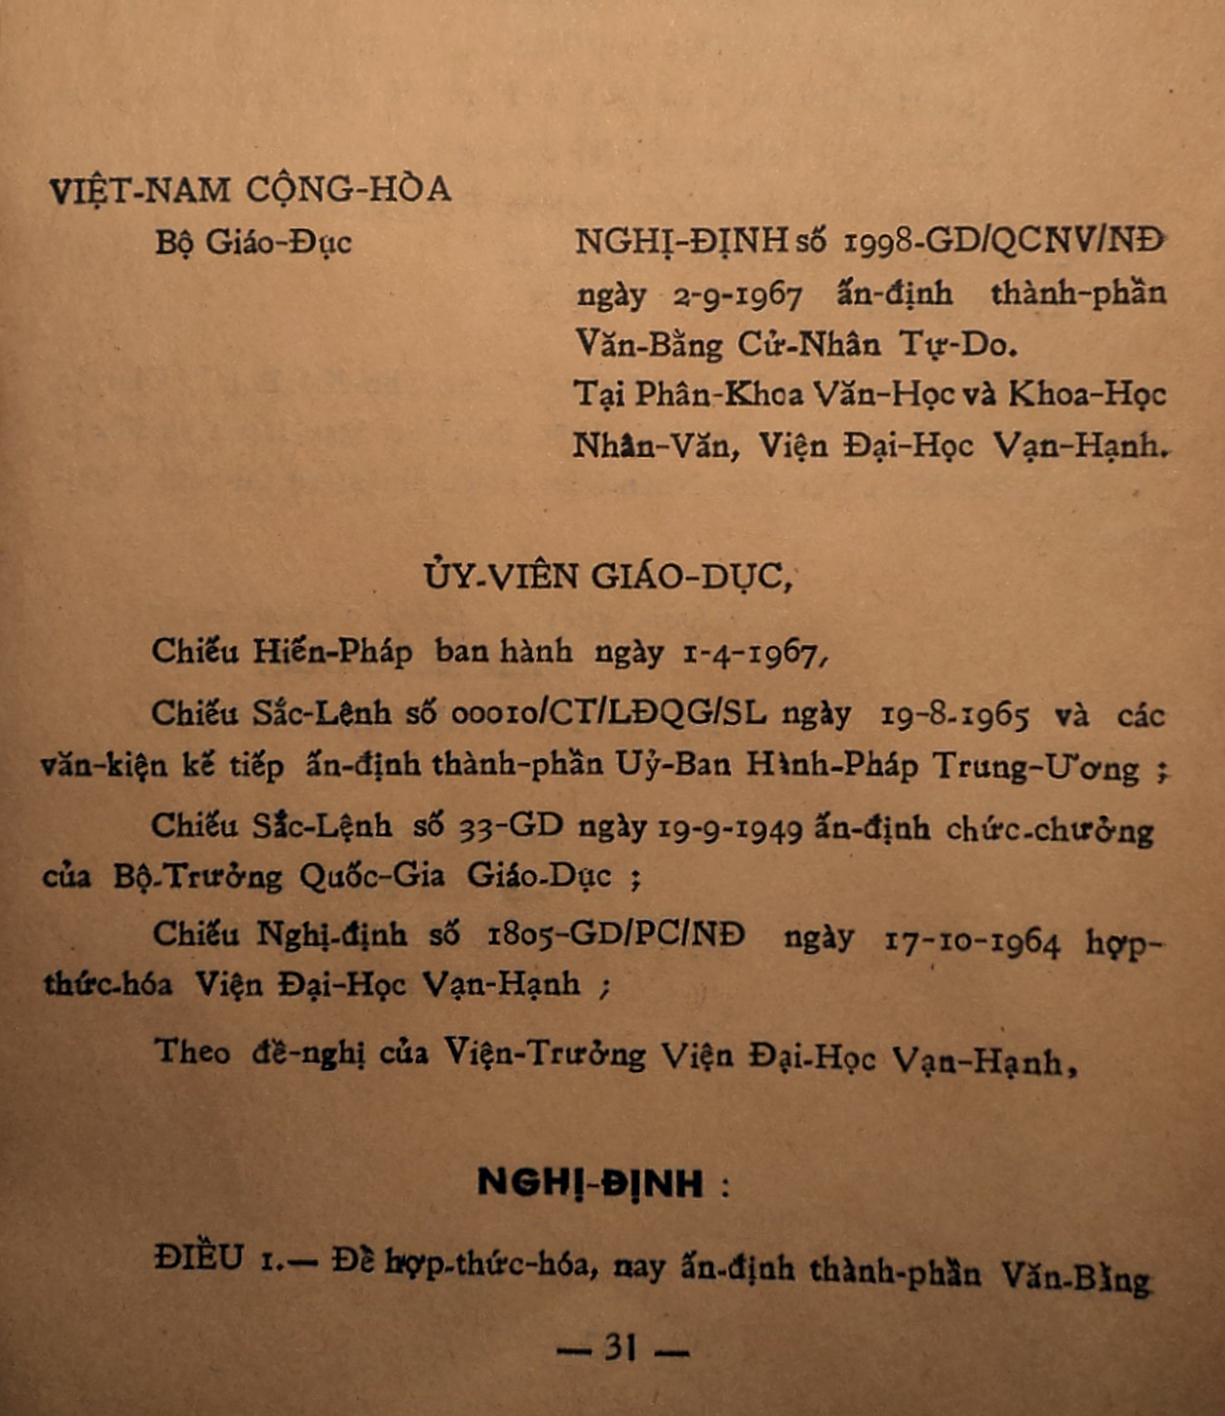 VIỆT-NAM CỘNG-HÒA
Bộ Giáo-Đục
NGHỊ-ĐỊNH số 1998-GD/QCNV/NĐ
ngày 2-9-1967 ấn-định thành-phần
Văn-Bằng Cử-Nhân Tự-Do.
Tại Phân-Khoa Văn-Học và Khoa-Học
Nhân-Văn, Viện Đại-Học Vạn-Hạnh.
ỦY-VIÊN GIÁO-DỤC,
Chiếu Hiến-Pháp ban hành ngày 1-4-1967,
Chiếu Sắc-Lệnh số 00010/CT/LĐQG/SL ngày 19-8-1965 và các
văn-kiện kế tiếp ấn-định thành-phần Uỷ-Ban Hành-Pháp Trung-Ương ;
Chiếu Sắc-Lệnh số 33-GD ngày 19-9-1949 ấn-định chức-chưởng
của Bộ-Trưởng Quốc-Gia Giáo-Dục ;
Chiếu Nghị-định số 1805-GD/PC/NĐ ngày 17-10-1964 hợp-
thức-hóa Viện Đại-Học Vạn-Hạnh ;
Theo đề-nghị của Viện-Trưởng Viện Đại-Học Vạn-Hạnh,
NGHỊ-ĐỊNH :
ĐIỀU 1.— Đề hợp-thức-hóa, nay ấn-định thành-phần Văn-Bằng
— 31 —